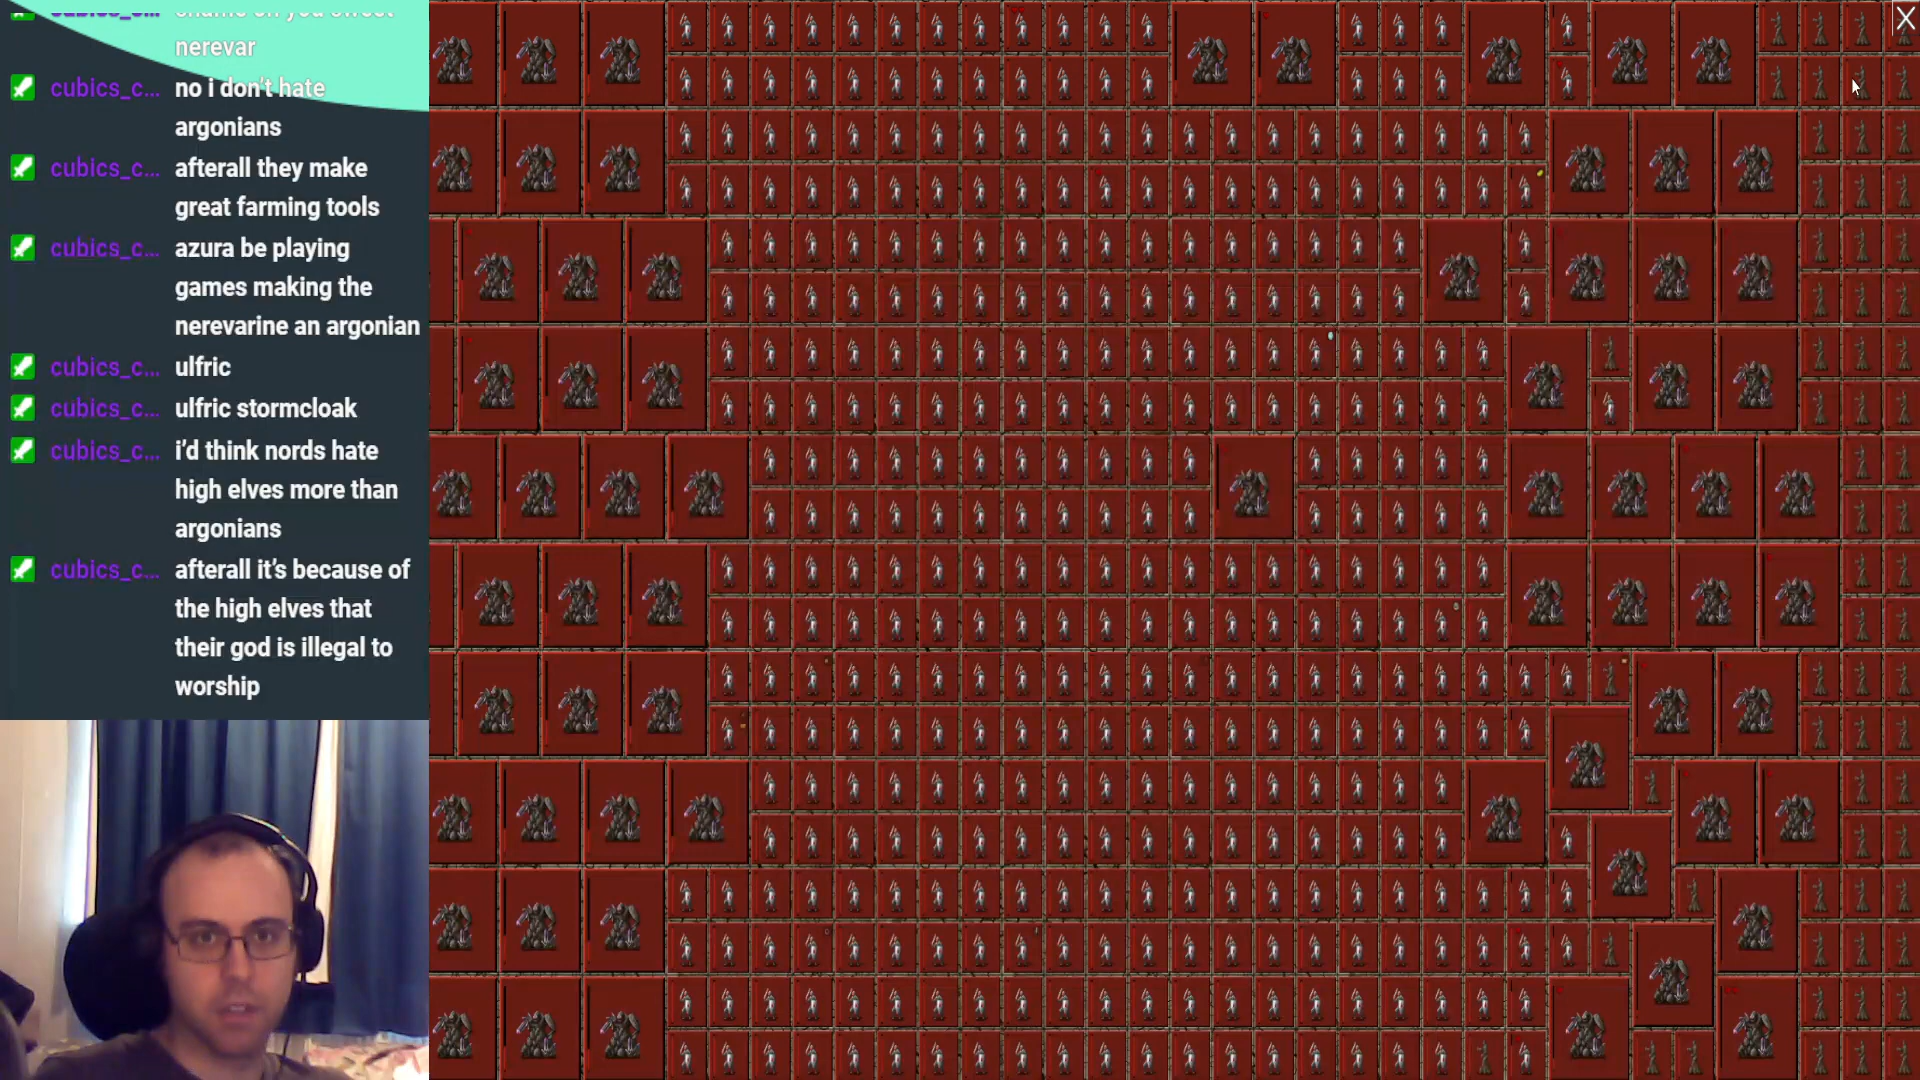 nerevar
cubics_c... no i don't hate
argonians
cubics_c... afterall they make
great farming tools
cubics_c... azura be playing
games making the
nerevarine an argonian
cubics_c... ulfric
cubics_c... ulfric stormcloak
cubics_c... i'd think nords hate
high elves more than
argonians
cubics_c... afterall it's because of
the high elves that
their god is illegal to
worship